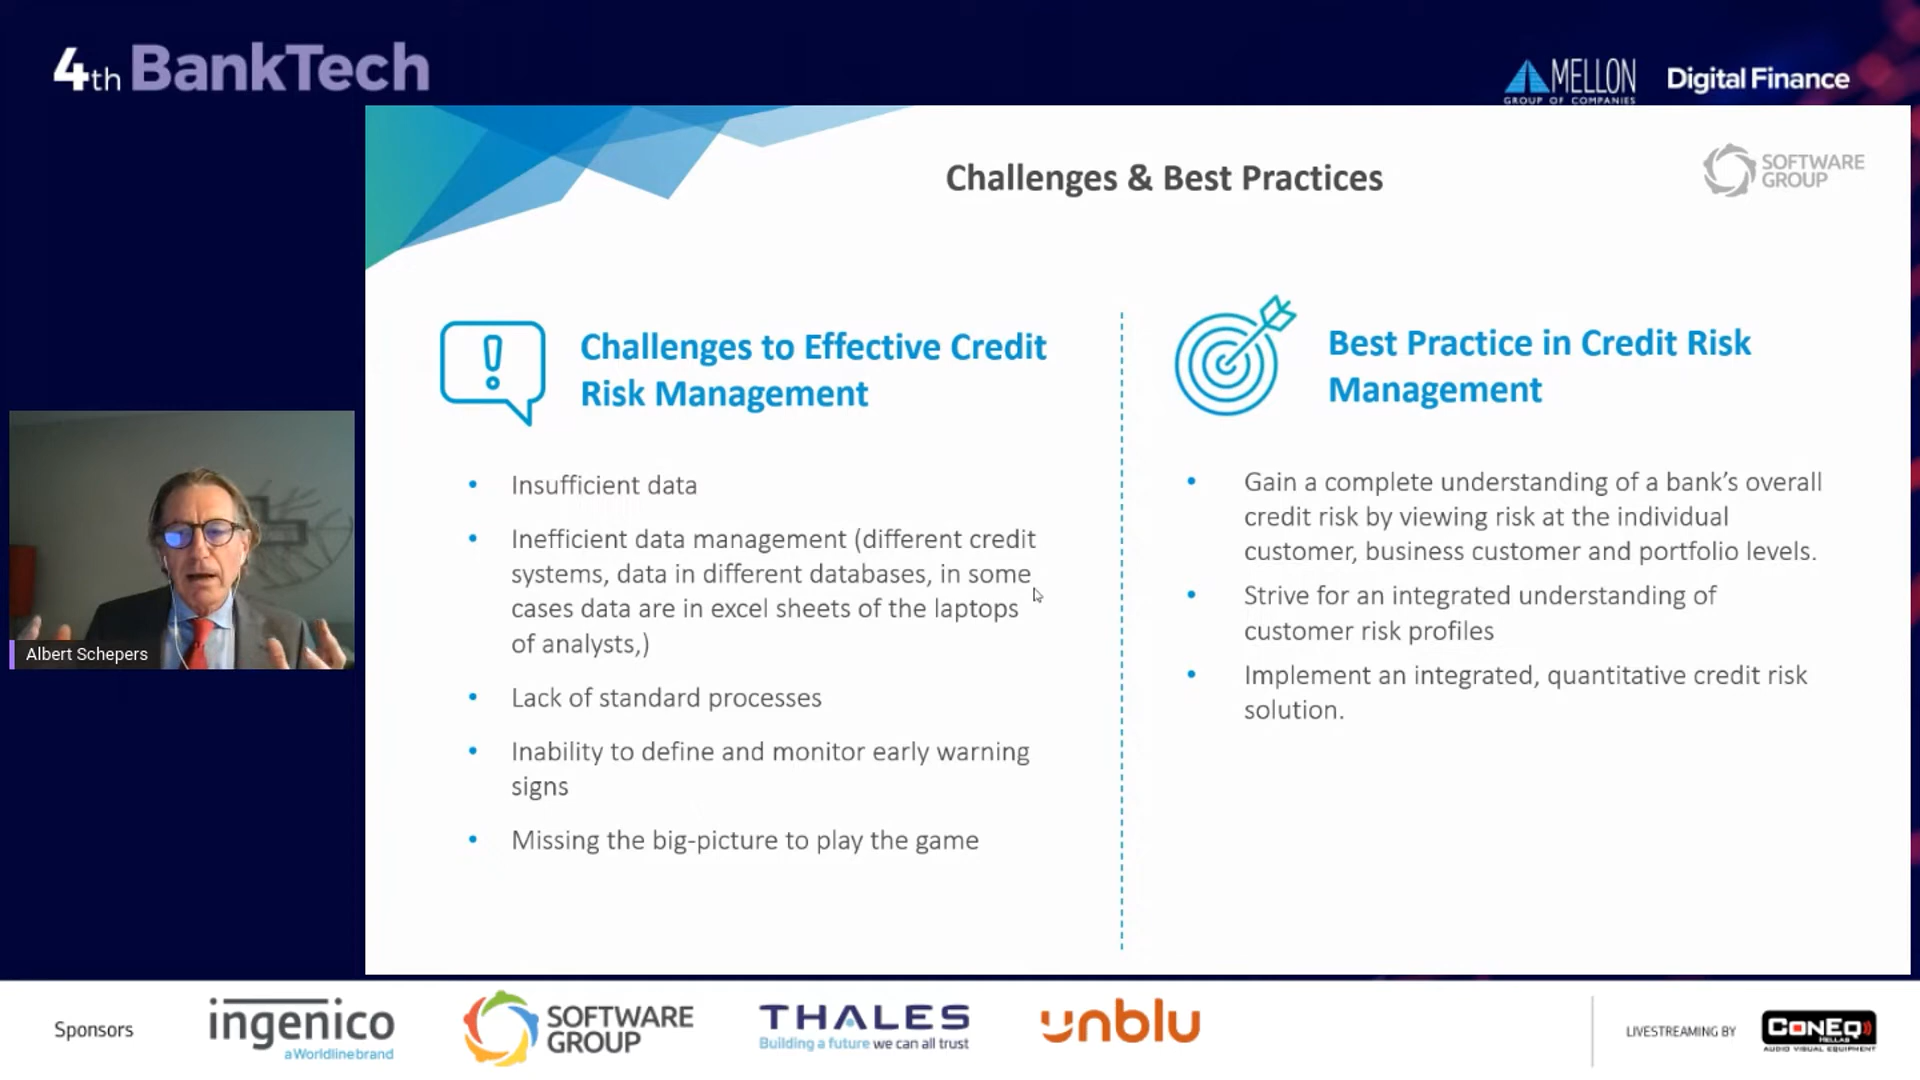 4th BankTech
MELLON
GROUP OF COMPANIES
Digital Finance
Challenges & Best Practices
SOFTWARE
GROUP
Challenges to Effective Credit
Risk Management
• Insufficient data
• Inefficient data management (different credit
systems, data in different databases, in some
cases data are in excel sheets of the laptops
of analysts,)
• Lack of standard processes
• Inability to define and monitor early warning
signs
• Missing the big-picture to play the game
Best Practice in Credit Risk
Management
• Gain a complete understanding of a bank’s overall
credit risk by viewing risk at the individual
customer, business customer and portfolio levels.
• Strive for an integrated understanding of
customer risk profiles
• Implement an integrated, quantitative credit risk
solution.
Albert Schepers
Sponsors
ingenico
a Worldline brand
SOFTWARE
GROUP
THALES
Building a future we can all trust
unblu
LIVESTREAMING BY
CONEQ
HELLAS
AUDIO VISUAL EQUIPMENT